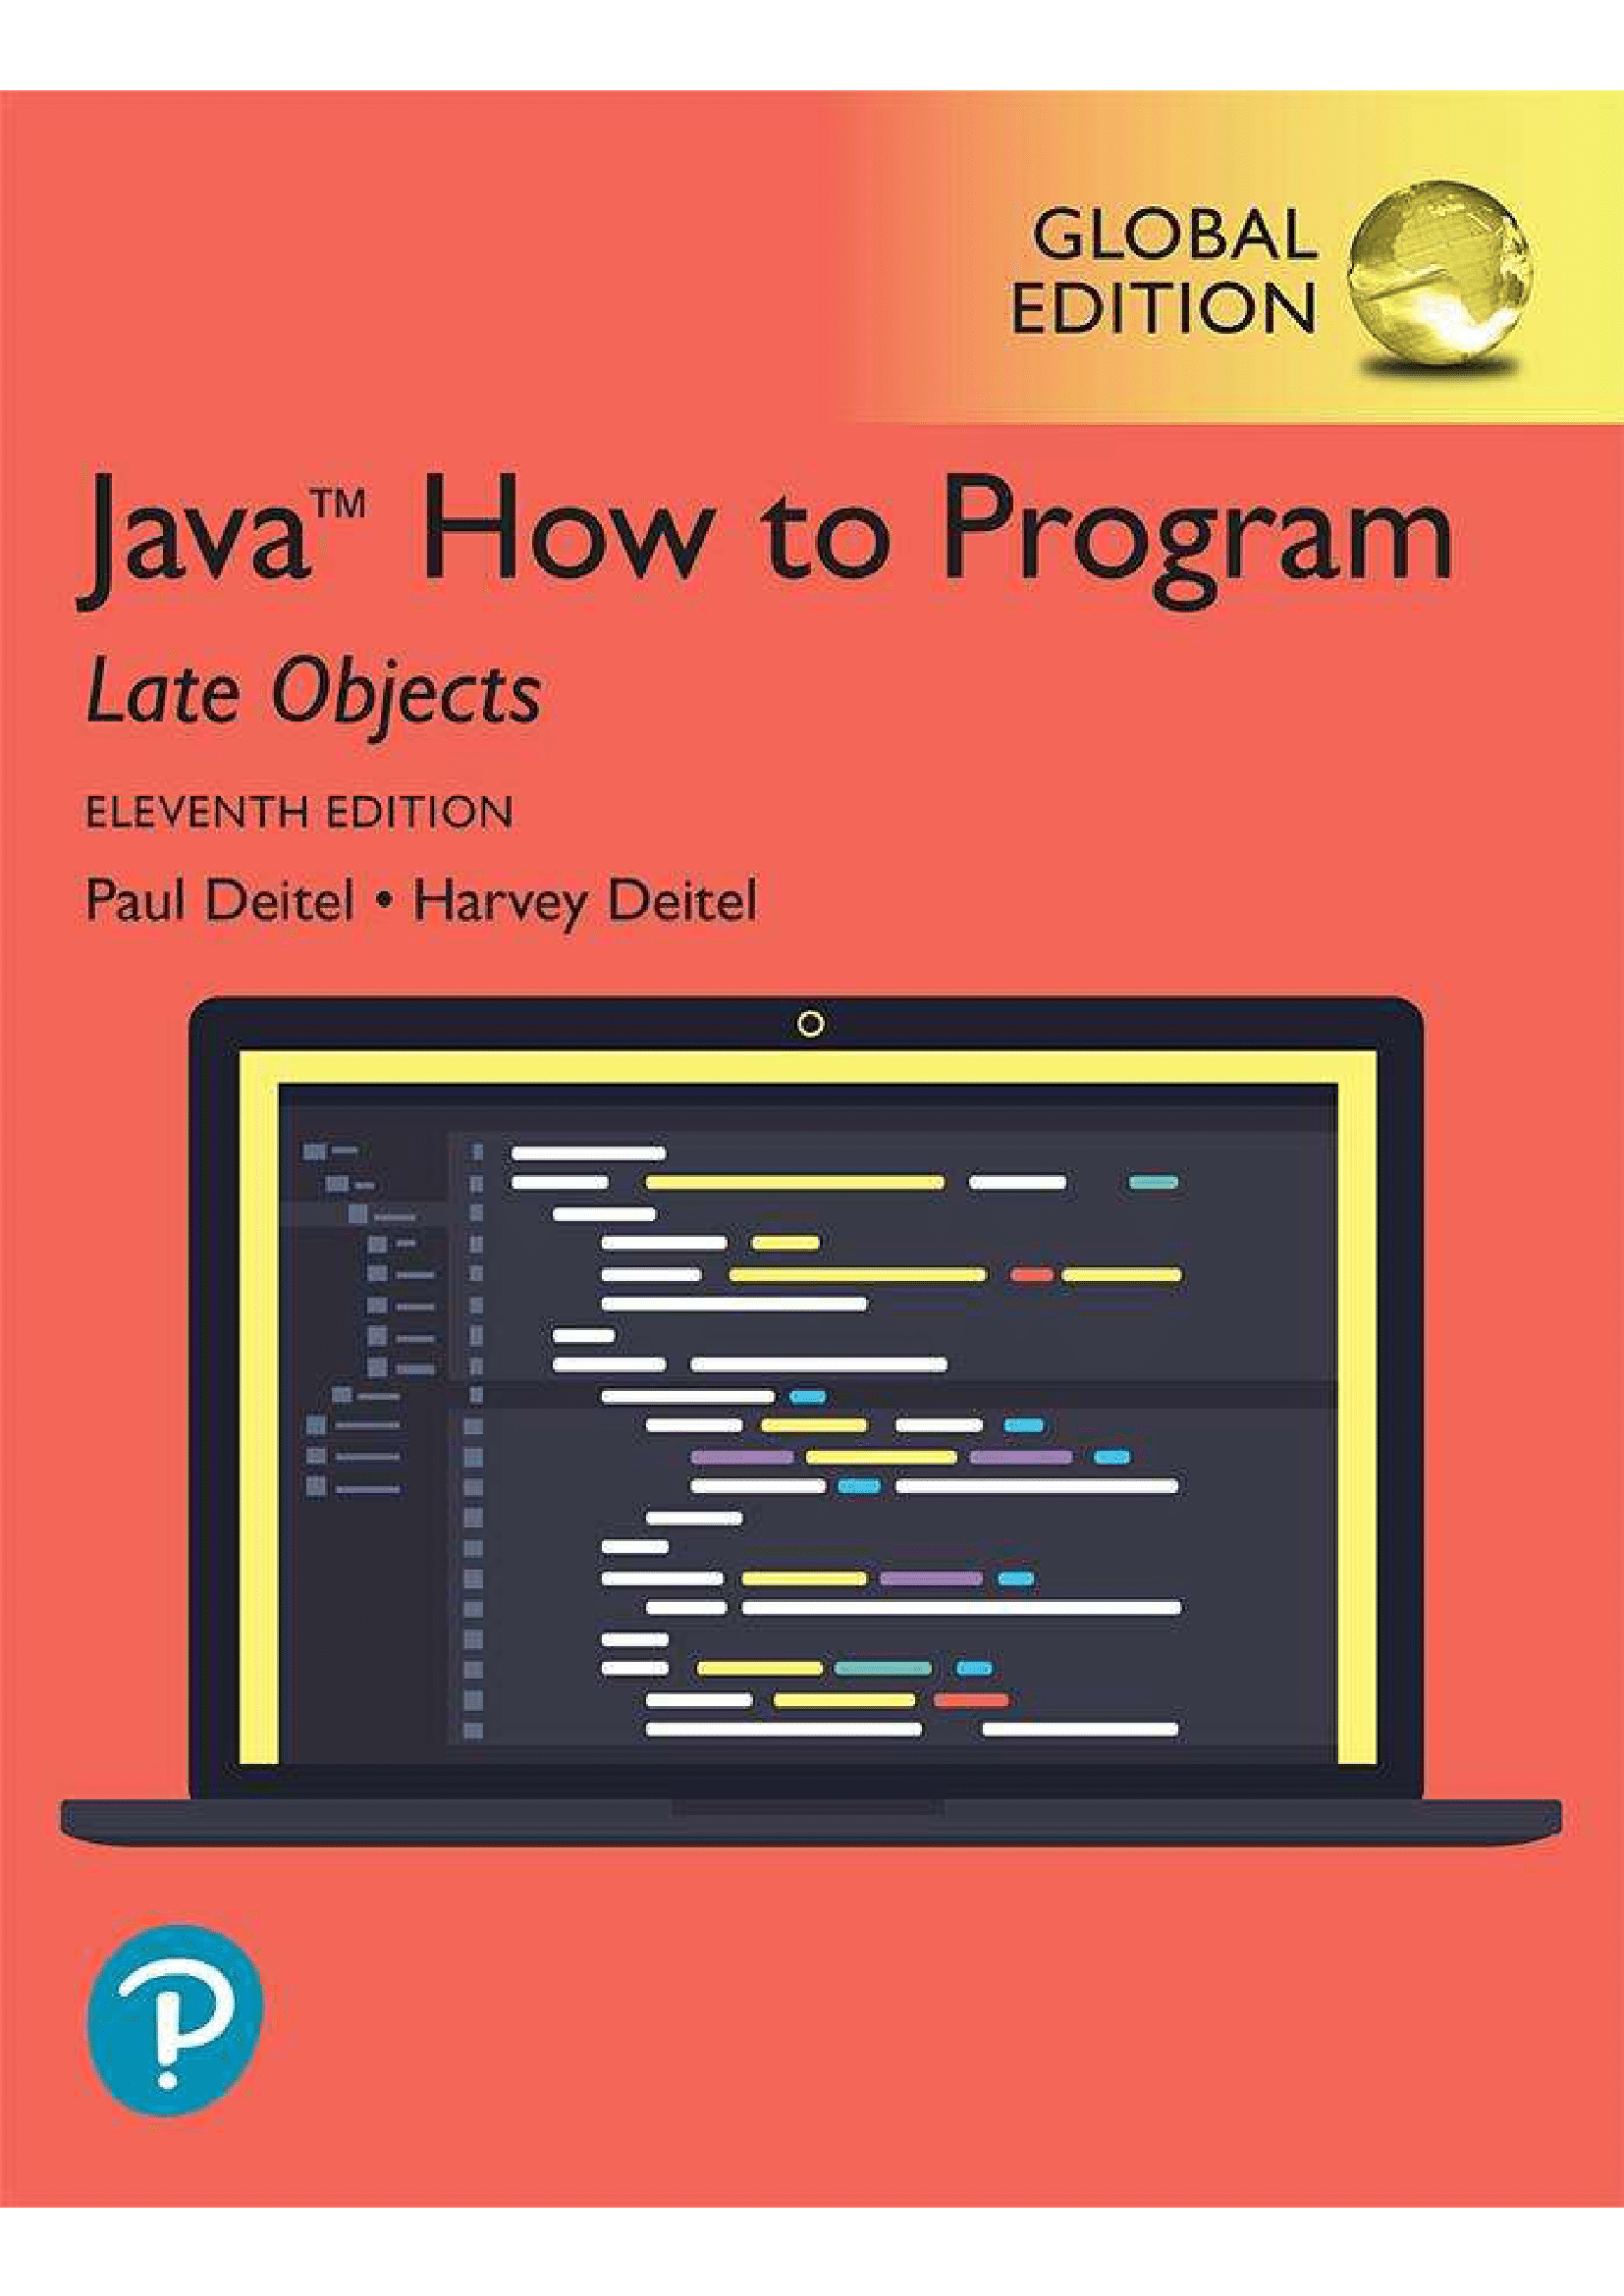 GLOBAL
EDITION
Java™ How to Program
Late Objects
ELEVENTH EDITION
Paul Deitel • Harvey Deitel